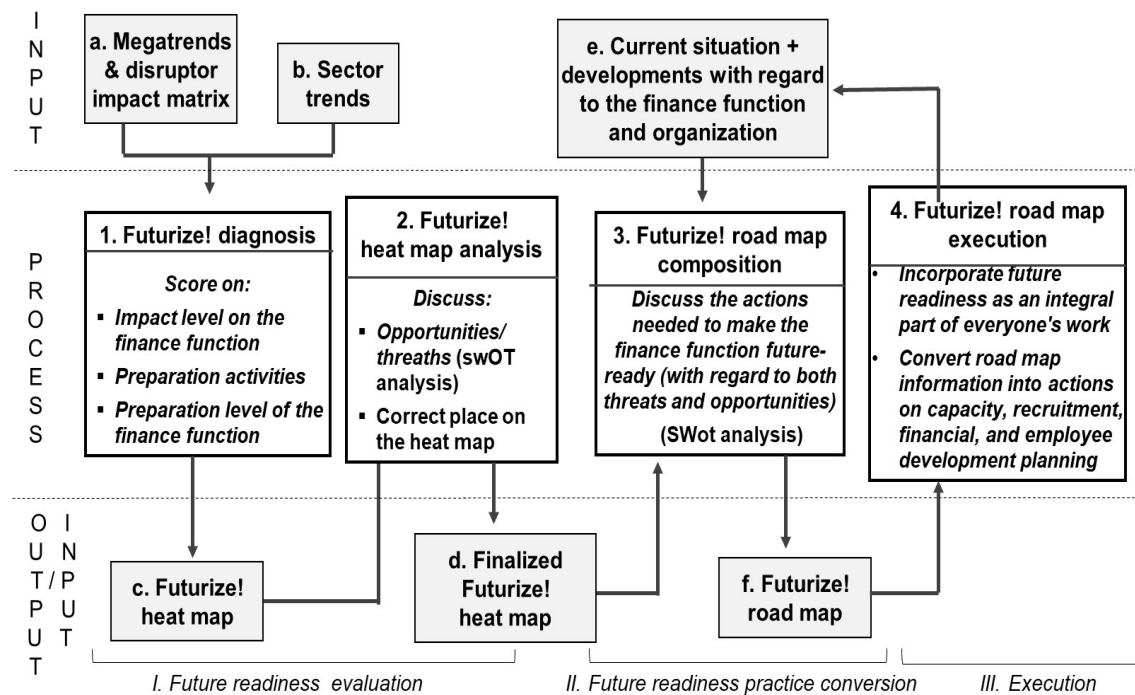 INPUT
a. Megatrends
& disruptor
impact matrix
b. Sector
trends
e. Current situation +
developments with regard
to the finance function
and organization
PROCESS
1. Futurize! diagnosis
Score on:
▪ Impact level on the
finance function
▪ Preparation activities
▪ Preparation level of the
finance function
2. Futurize!
heat map analysis
Discuss:
▪ Opportunities/
threaths (swOT
analysis)
▪ Correct place on
the heat map
3. Futurize! road map
composition
Discuss the actions
needed to make the
finance function future-
ready (with regard to both
threats and opportunities)
(SWot analysis)
4. Futurize! road map
execution
• Incorporate future
readiness as an integral
part of everyone's work
• Convert road map
information into actions
on capacity, recruitment,
financial, and employee
development planning
OUTPUT
/
INPUT
c. Futurize!
heat map
d. Finalized
Futurize!
heat map
f. Futurize!
road map
I. Future readiness evaluation
II. Future readiness practice conversion
III. Execution